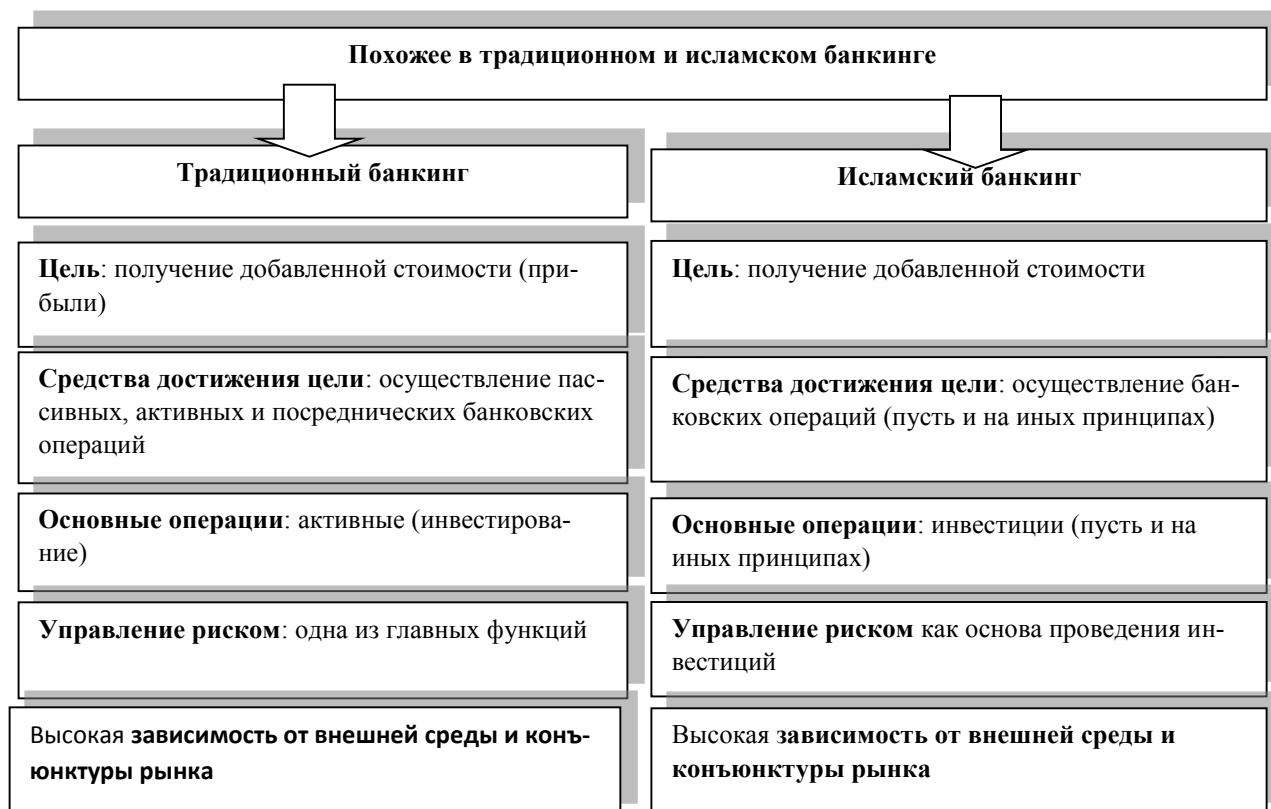 Похожее в традиционном и исламском банкинге
Традиционный банкинг
Исламский банкинг
Цель: получение добавленной стоимости (при-
были)
Цель: получение добавленной стоимости
Средства достижения цели: осуществление пас-
сивных, активных и посреднических банковских
операций
Средства достижения цели: осуществление бан-
ковских операций (пусть и на иных принципах)
Основные операции: активные (инвестирова-
ние)
Основные операции: инвестиции (пусть и на
иных принципах)
Управление риском: одна из главных функций
Управление риском как основа проведения ин-
вестиций
Высокая зависимость от внешней среды и конъ-
юнктуры рынка
Высокая зависимость от внешней среды и
конъюнктуры рынка